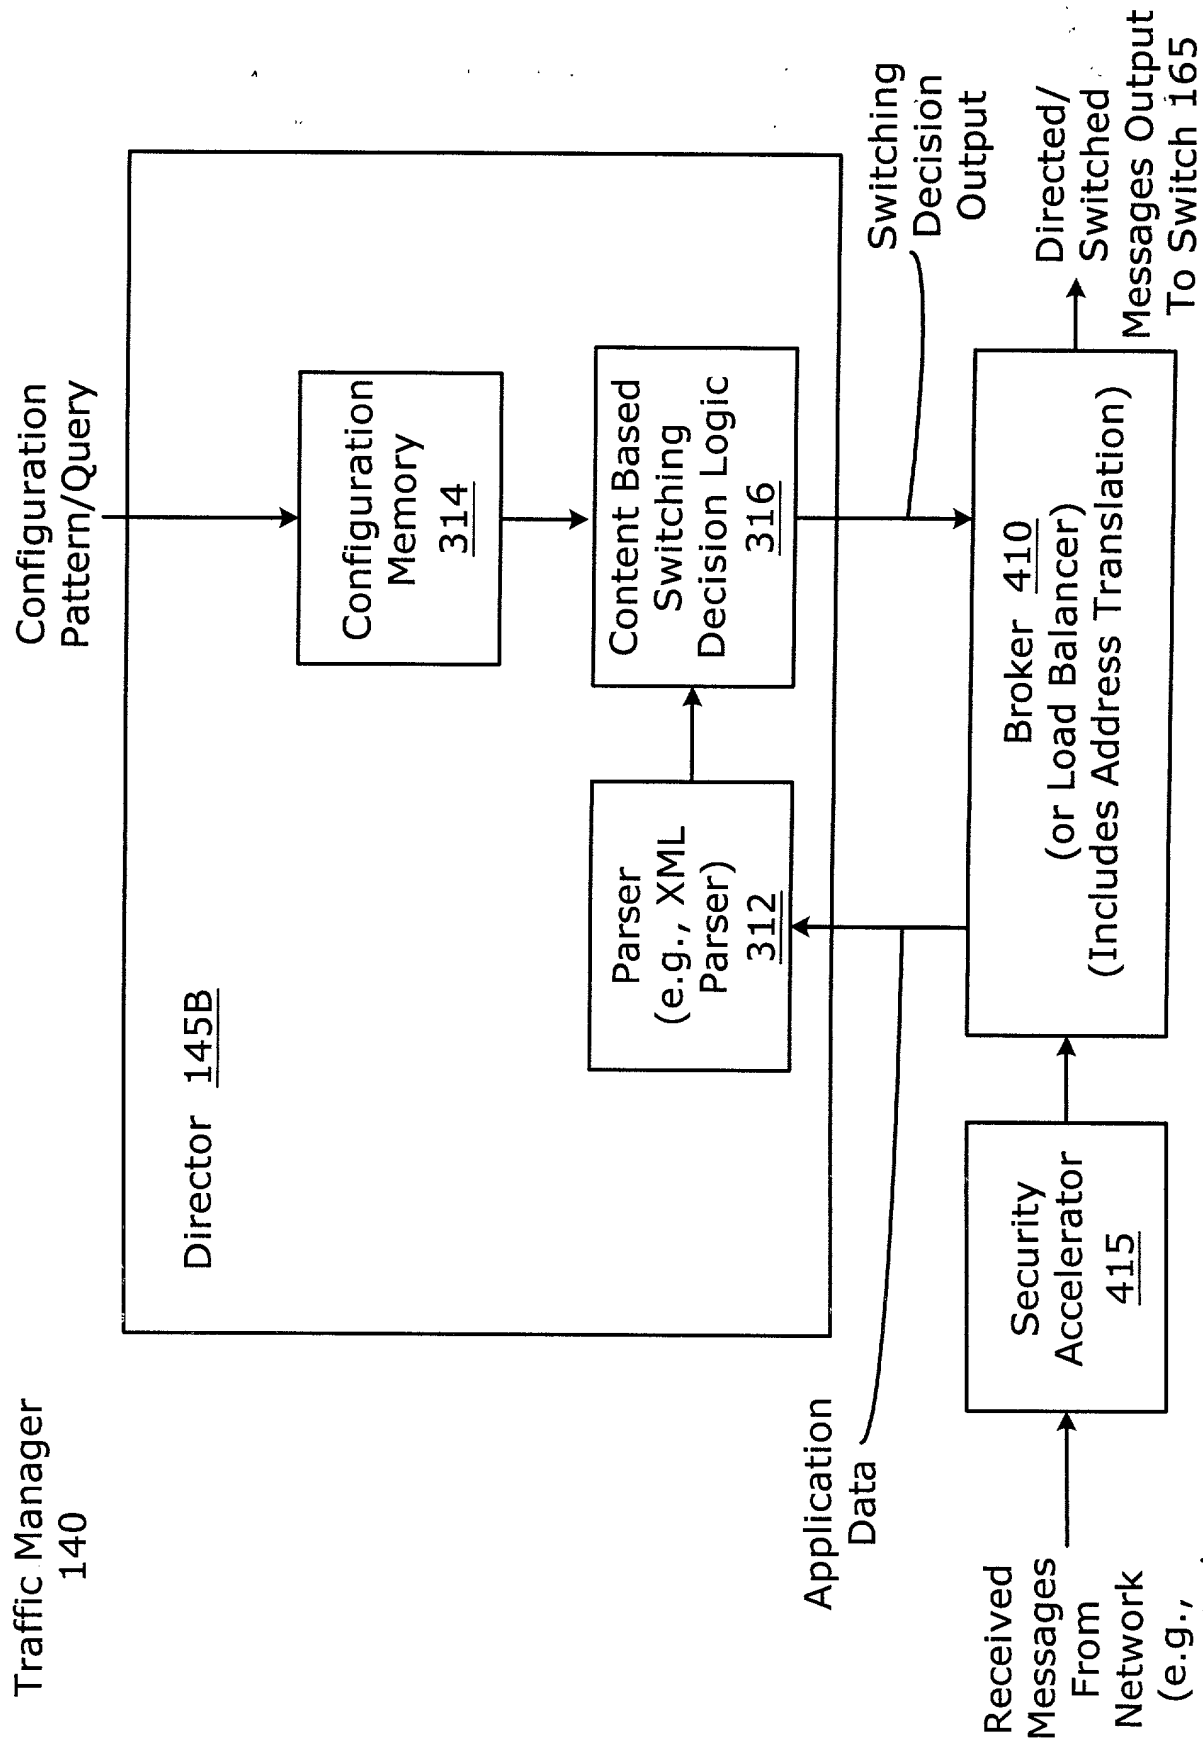 Traffic Manager
140
Configuration
Pattern/Query
Director 145B
Configuration
Memory
314
Parser
(e.g., XML
Parser)
312
Content Based
Switching
Decision Logic
316
Application
Data
Switching
Decision
Output
Received
Messages
From
Network
(e.g.,
Security
Accelerator
415
Broker 410
(or Load Balancer)
(Includes Address Translation)
Directed/
Switched
Messages Output
To Switch 165